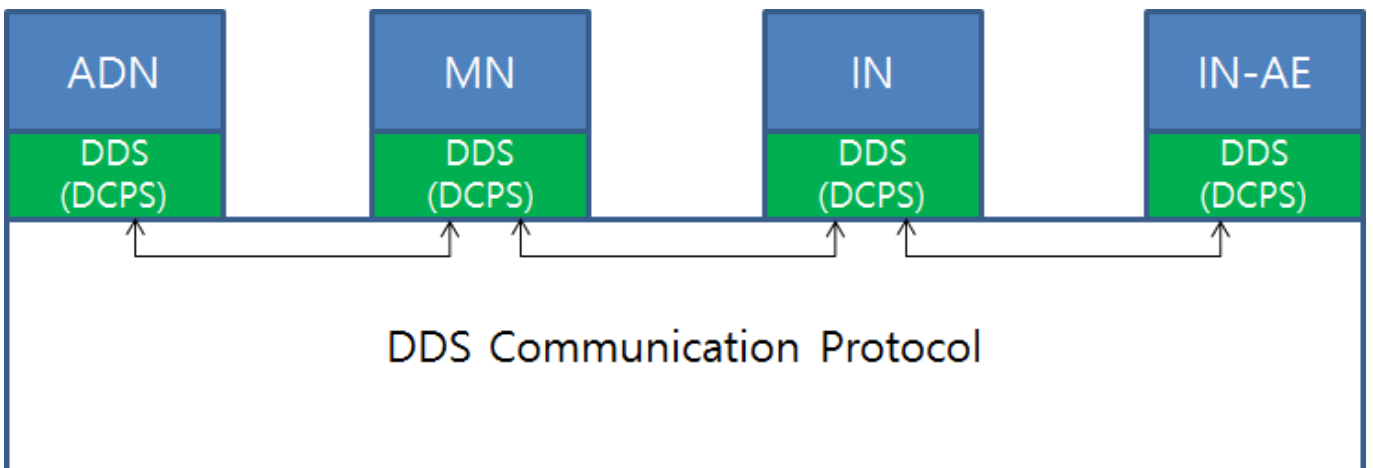 ADN
MN
IN
IN-AE
DDS
(DCPS)
DDS
(DCPS)
DDS
(DCPS)
DDS
(DCPS)
DDS Communication Protocol